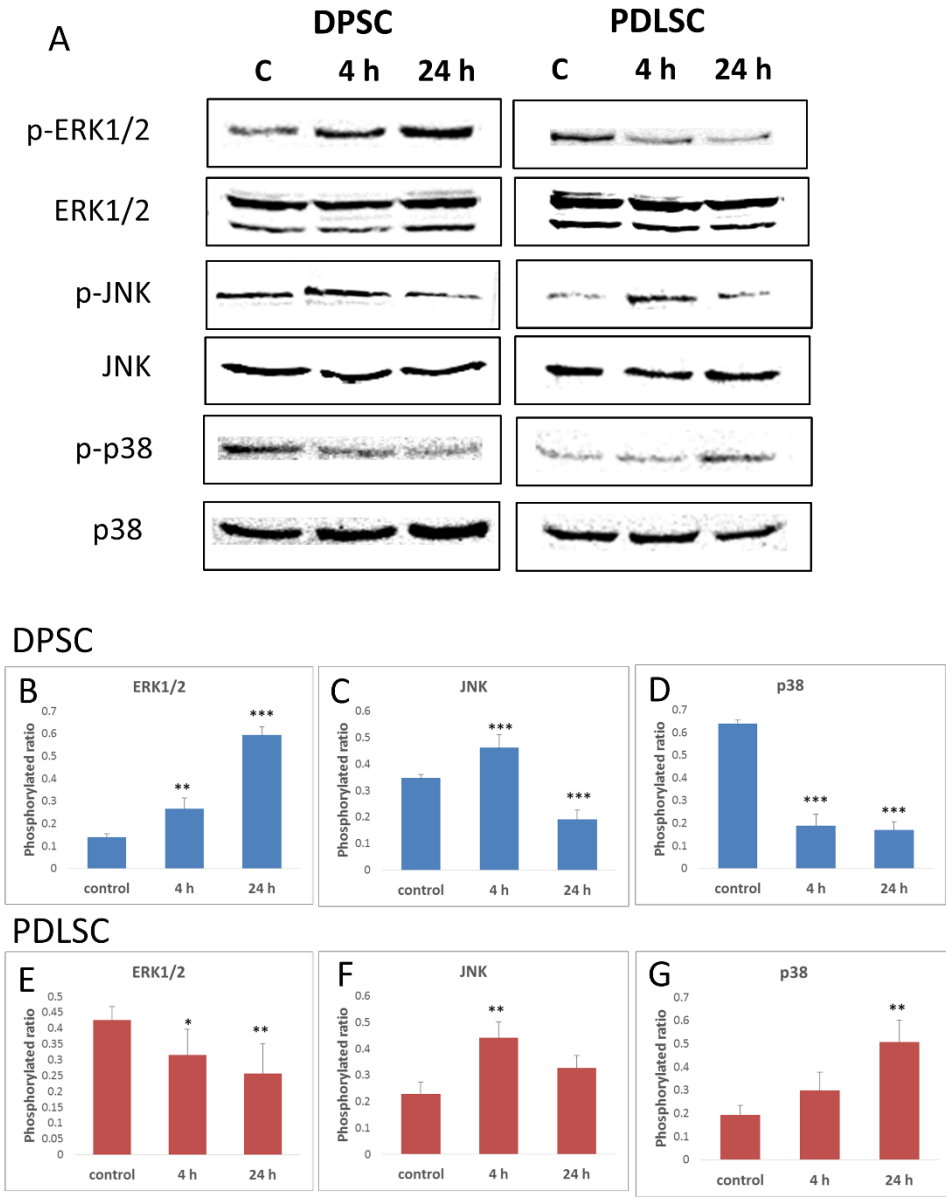 A
DPSC
PDLSC
C 4 h 24 h
C 4 h 24 h
p-ERK1/2
ERK1/2
p-JNK
JNK
p-p38
p38
DPSC
B
ERK1/2
Phosphorylated ratio
0.7
0.6
0.5
0.4
0.3
0.2
0.1
0
**
***
control 4 h 24 h
C
JNK
Phosphorylated ratio
0.6
0.5
0.4
0.3
0.2
0.1
0
***
***
control 4 h 24 h
D
p38
Phosphorylated ratio
0.7
0.6
0.5
0.4
0.3
0.2
0.1
0
***
***
control 4 h 24 h
PDLSC
E
ERK1/2
Phosphorylated ratio
0.5
0.45
0.4
0.35
0.3
0.25
0.2
0.15
0.1
0.05
0
*
**
control 4 h 24 h
F
JNK
Phosphorylated ratio
0.6
0.5
0.4
0.3
0.2
0.1
0
**
control 4 h 24 h
G
p38
Phosphorylated ratio
0.7
0.6
0.5
0.4
0.3
0.2
0.1
0
**
control 4 h 24 h